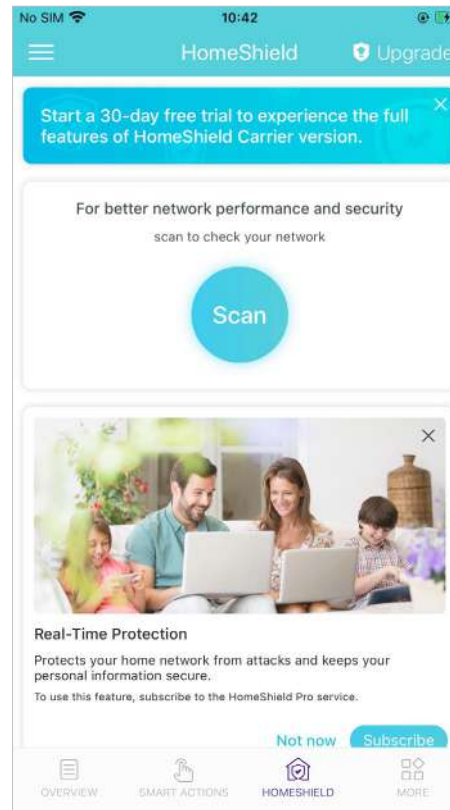 No SIM 10:42
HomeShield Upgrade
Start a 30-day free trial to experience the full
features of HomeShield Carrier version.
For better network performance and security
scan to check your network
Scan
Real-Time Protection
Protects your home network from attacks and keeps your
personal information secure.
To use this feature, subscribe to the HomeShield Pro service.
Not now Subscribe
OVERVIEW SMART ACTIONS HOMESHIELD MORE